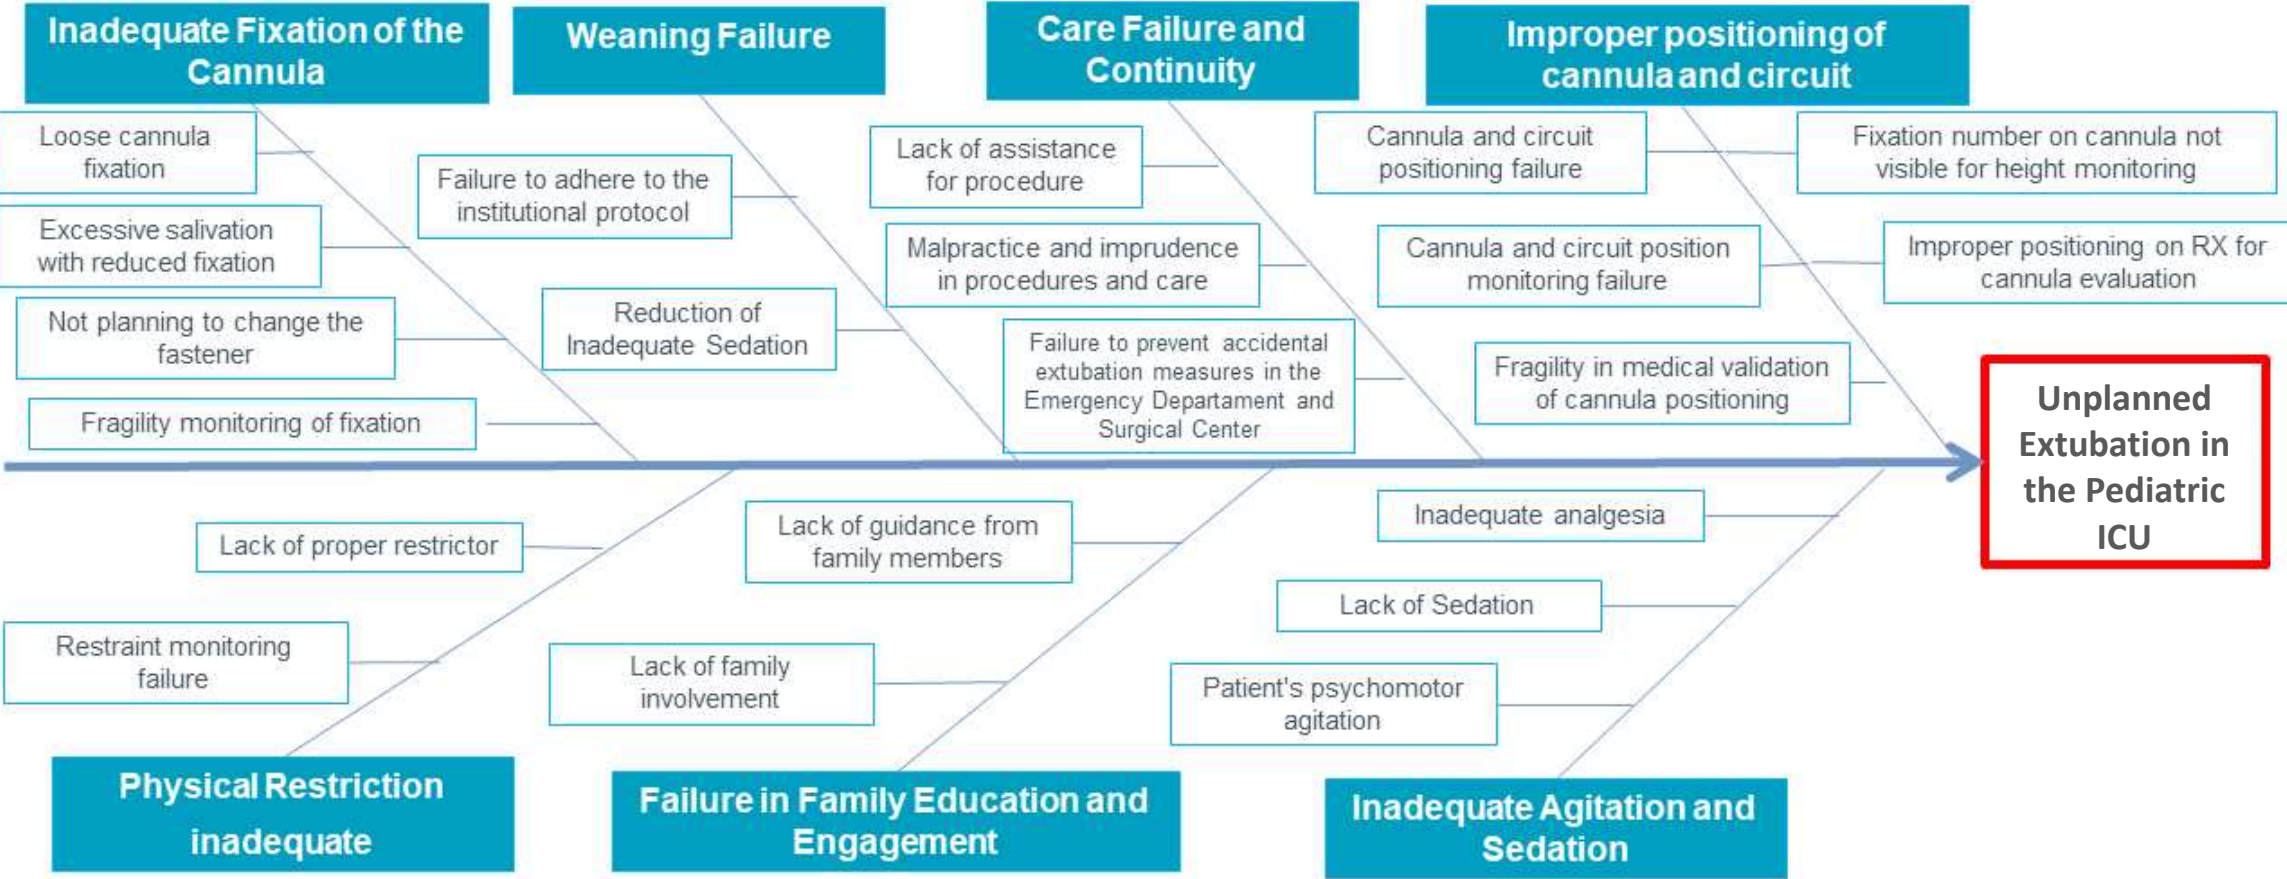 Inadequate Fixation of the
Cannula
Weaning Failure
Care Failure and
Continuity
Improper positioning of
cannula and circuit
Loose cannula
fixation
Excessive salivation
with reduced fixation
Not planning to change the
fastener
Fragility monitoring of fixation
Failure to adhere to the
institutional protocol
Reduction of
Inadequate Sedation
Lack of assistance
for procedure
Malpractice and imprudence
in procedures and care
Failure to prevent accidental
extubation measures in the
Emergency Departament and
Surgical Center
Cannula and circuit
positioning failure
Fixation number on cannula not
visible for height monitoring
Cannula and circuit position
monitoring failure
Improper positioning on RX for
cannula evaluation
Fragility in medical validation
of cannula positioning
Unplanned
Extubation in
the Pediatric
ICU
Lack of proper restrictor
Restraint monitoring
failure
Lack of guidance from
family members
Lack of family
involvement
Inadequate analgesia
Lack of Sedation
Patient's psychomotor
agitation
Physical Restriction
inadequate
Failure in Family Education and
Engagement
Inadequate Agitation and
Sedation